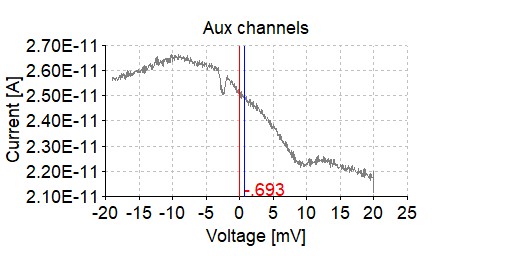 Aux channels
Current [A]
2.70E-11
2.60E-11
2.50E-11
2.40E-11
2.30E-11
2.20E-11
2.10E-11
-.693
-20 -15 -10 -5 0 5 10 15 20 25
Voltage [mV]